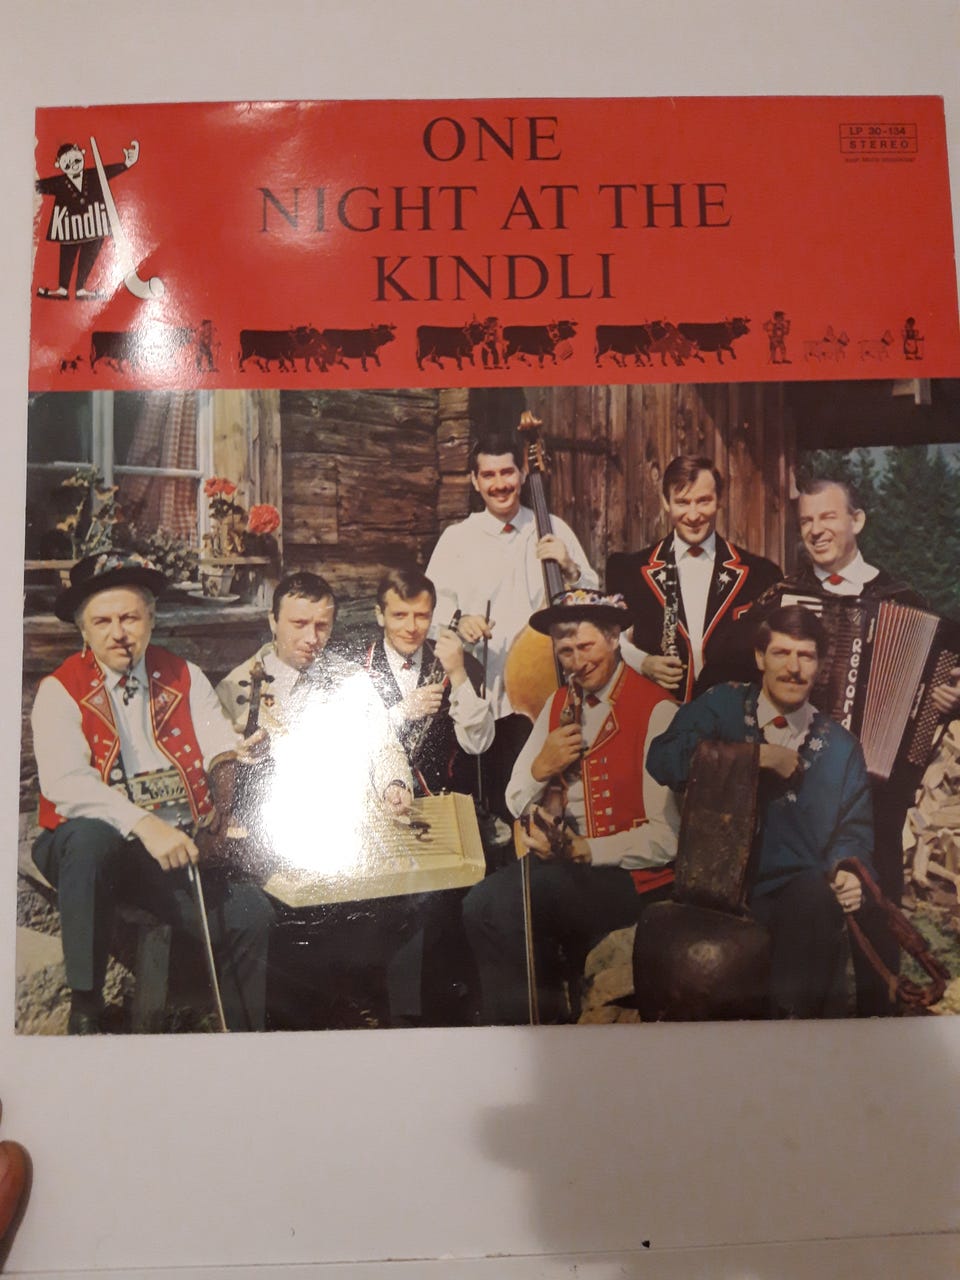 ONE
NIGHT AT THE
KINDLI
LP 30-134
STEREO
Kindli
Record